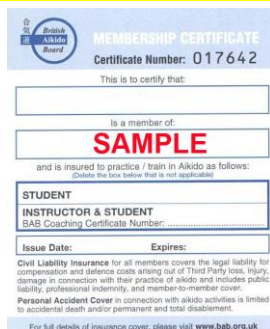 British
Aikido
Board
MEMBERSHIP CERTIFICATE
Certificate Number: 017642
This is to certify that:
Is a member of:
SAMPLE
and is insured to practice / train in Aikido as follows:
(Delete the box below that is not applicable)
STUDENT
INSTRUCTOR & STUDENT
BAB Coaching Certificate Number: ..............................
Issue Date: Expires:
Civil Liability Insurance for all members covers the legal liability for
compensation and defence costs arising out of Third Party loss, injury,
damage in connection with their practice of aikido and includes public
liability, professional indemnity, and member-to-member cover.
Personal Accident Cover in connection with aikido activities is limited
to accidental death and/or permanent and total disablement.
For full details of insurance cover, please visit www.bab.org.uk